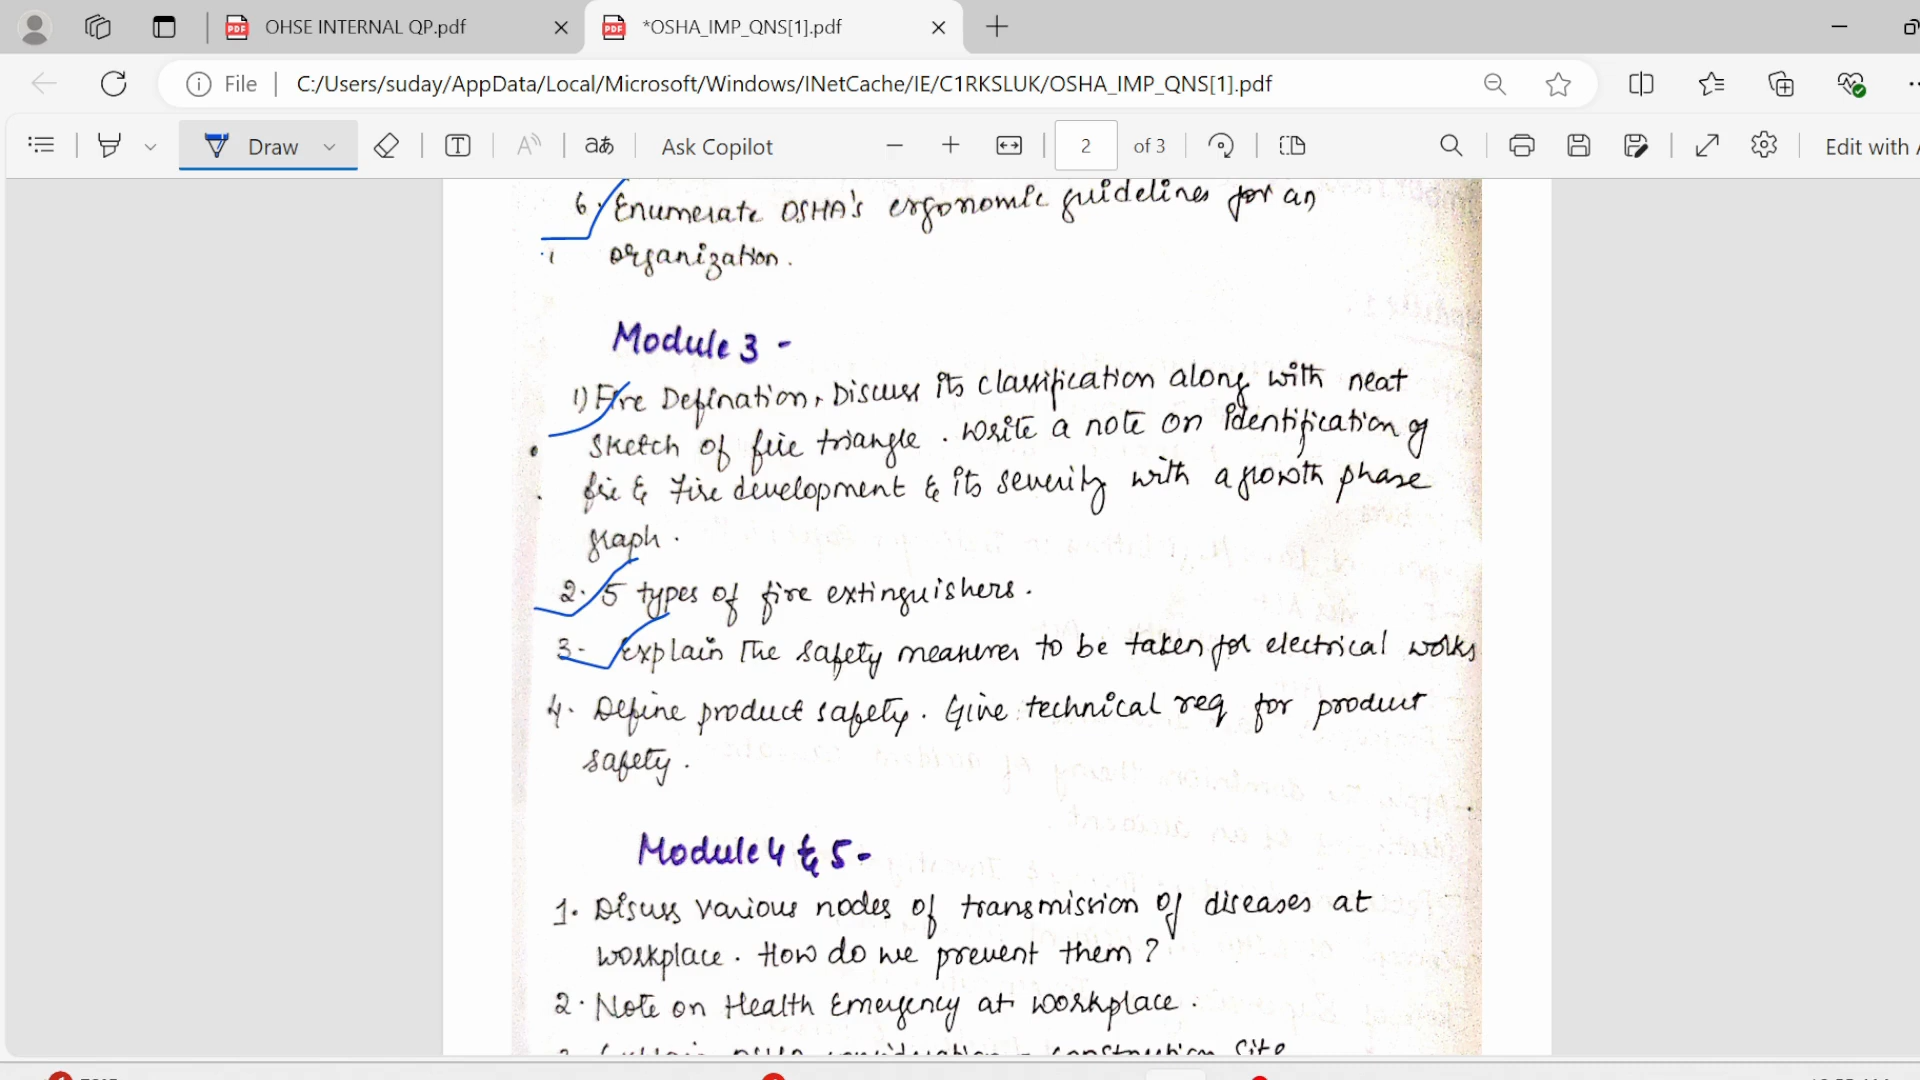 OHSE INTERNAL QP.pdf
*OSHA_IMP_QNS[1].pdf
File
C:/Users/suday/AppData/Local/Microsoft/Windows/INetCache/IE/C1RKSLUK/OSHA_IMP_QNS[1].pdf
Draw
Ask Copilot
2 of 3
Edit with A
6. Enumerate OSHA's ergonomic guidelines for an
organization.
Module 3 -
1) Fire Defination, Discuss its classification along with neat
sketch of fire triangle. Write a note on identification of
fire & Fire development & its severity with a growth phase
graph.
2. 5 types of fire extinguishers.
3. Explain The safety measures to be taken for electrical works
4. Define product safety. Give technical req for product
safety.
Module 4 & 5-
1. Discuss various nodes of transmission of diseases at
workplace. How do we prevent them?
2. Note on Health Emergency at workplace.
construction site